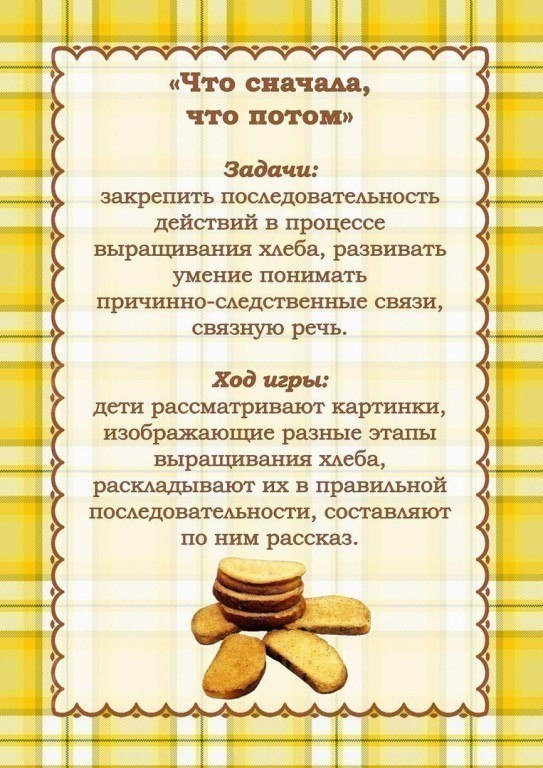 «Что сначала,
что потом»
Задачи:
закрепить последовательность
действий в процессе
выращивания хлеба, развивать
умение понимать
причинно-следственные связи,
связную речь.
Ход игры:
дети рассматривают картинки,
изображающие разные этапы
выращивания хлеба,
раскладывают их в правильной
последовательности, составляют
по ним рассказ.